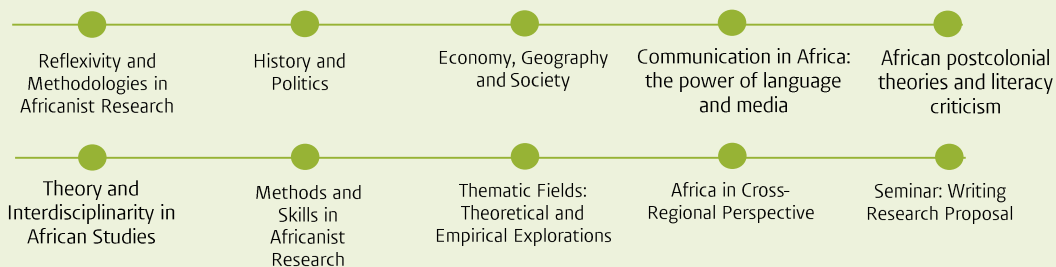 Reflexivity and
Methodologies in
Africanist Research
History and
Politics
Economy, Geography
and Society
Communication in Africa:
the power of language
and media
African postcolonial
theories and literacy
criticism
Theory and
Interdisciplinarity in
African Studies
Methods and
Skills in
Africanist
Research
Thematic Fields:
Theoretical and
Empirical Explorations
Africa in Cross-
Regional Perspective
Seminar: Writing
Research Proposal